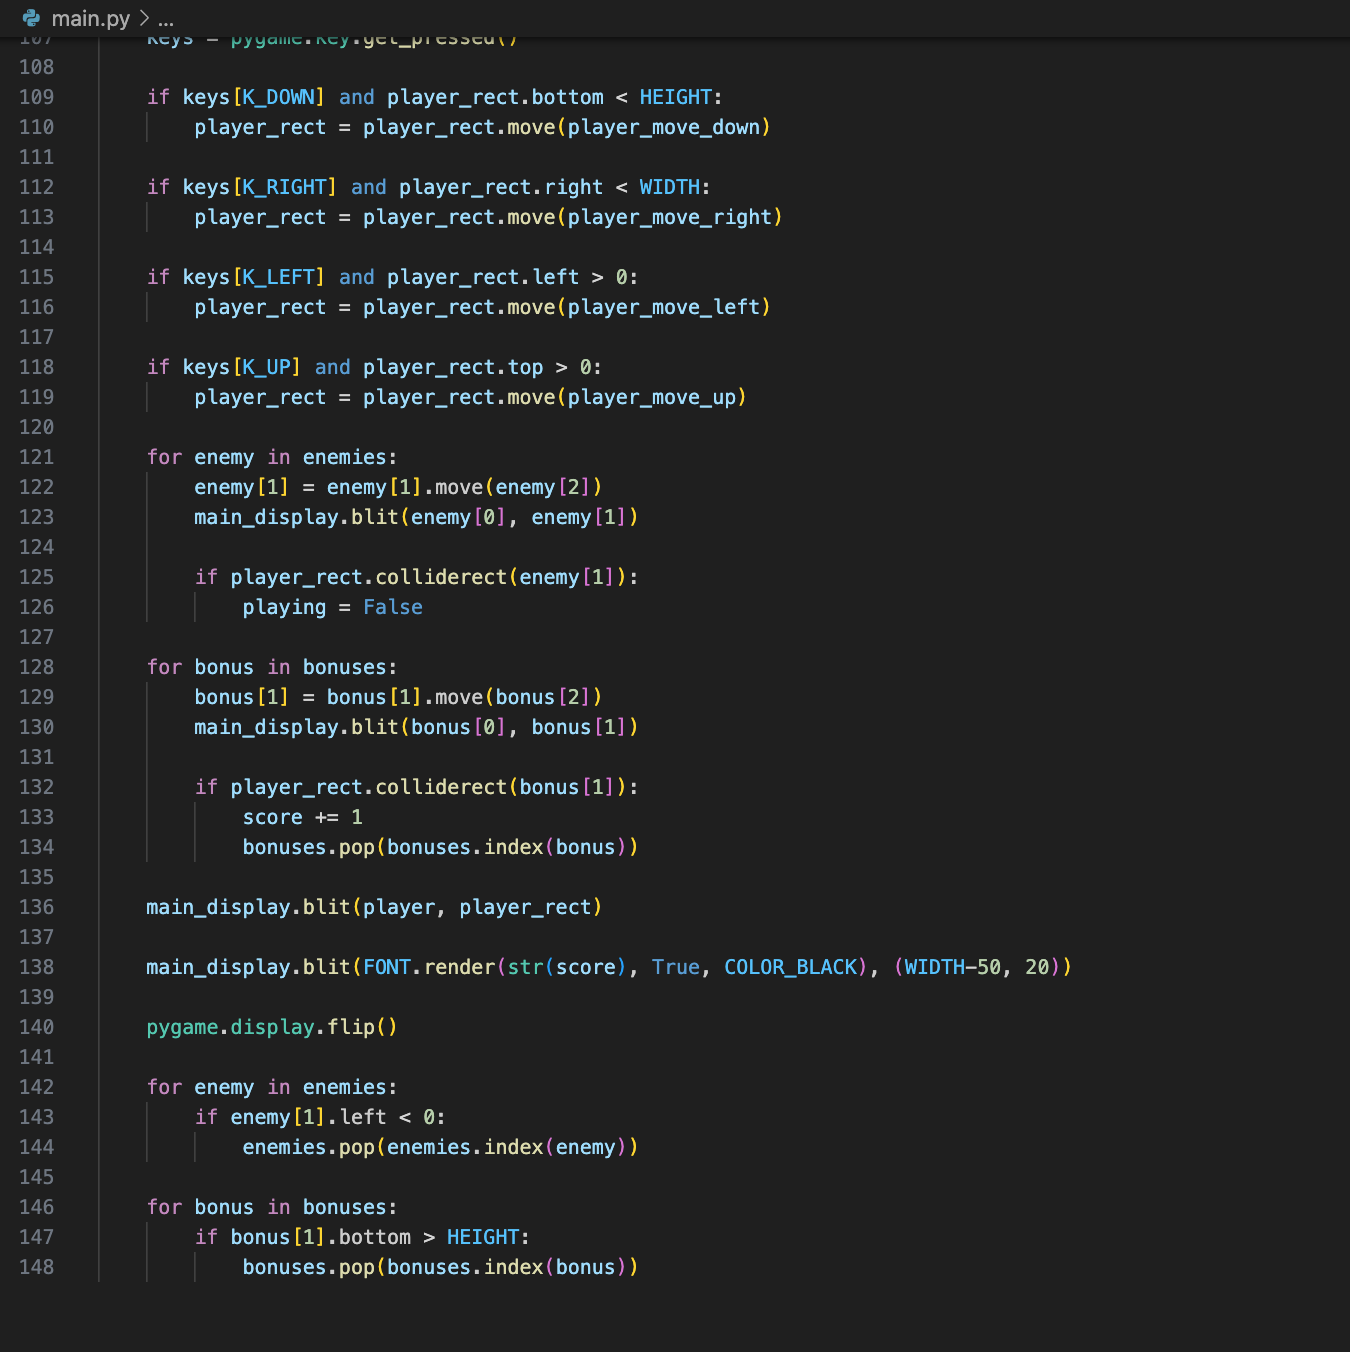 main.py > ...
107 keys = pygame.key.get_pressed()
108
109 if keys[K_DOWN] and player_rect.bottom < HEIGHT:
110 player_rect = player_rect.move(player_move_down)
111
112 if keys[K_RIGHT] and player_rect.right < WIDTH:
113 player_rect = player_rect.move(player_move_right)
114
115 if keys[K_LEFT] and player_rect.left > 0:
116 player_rect = player_rect.move(player_move_left)
117
118 if keys[K_UP] and player_rect.top > 0:
119 player_rect = player_rect.move(player_move_up)
120
121 for enemy in enemies:
122 enemy[1] = enemy[1].move(enemy[2])
123 main_display.blit(enemy[0], enemy[1])
124
125 if player_rect.colliderect(enemy[1]):
126 playing = False
127
128 for bonus in bonuses:
129 bonus[1] = bonus[1].move(bonus[2])
130 main_display.blit(bonus[0], bonus[1])
131
132 if player_rect.colliderect(bonus[1]):
133 score += 1
134 bonuses.pop(bonuses.index(bonus))
135
136 main_display.blit(player, player_rect)
137
138 main_display.blit(FONT.render(str(score), True, COLOR_BLACK), (WIDTH-50, 20))
139
140 pygame.display.flip()
141
142 for enemy in enemies:
143 if enemy[1].left < 0:
144 enemies.pop(enemies.index(enemy))
145
146 for bonus in bonuses:
147 if bonus[1].bottom > HEIGHT:
148 bonuses.pop(bonuses.index(bonus))